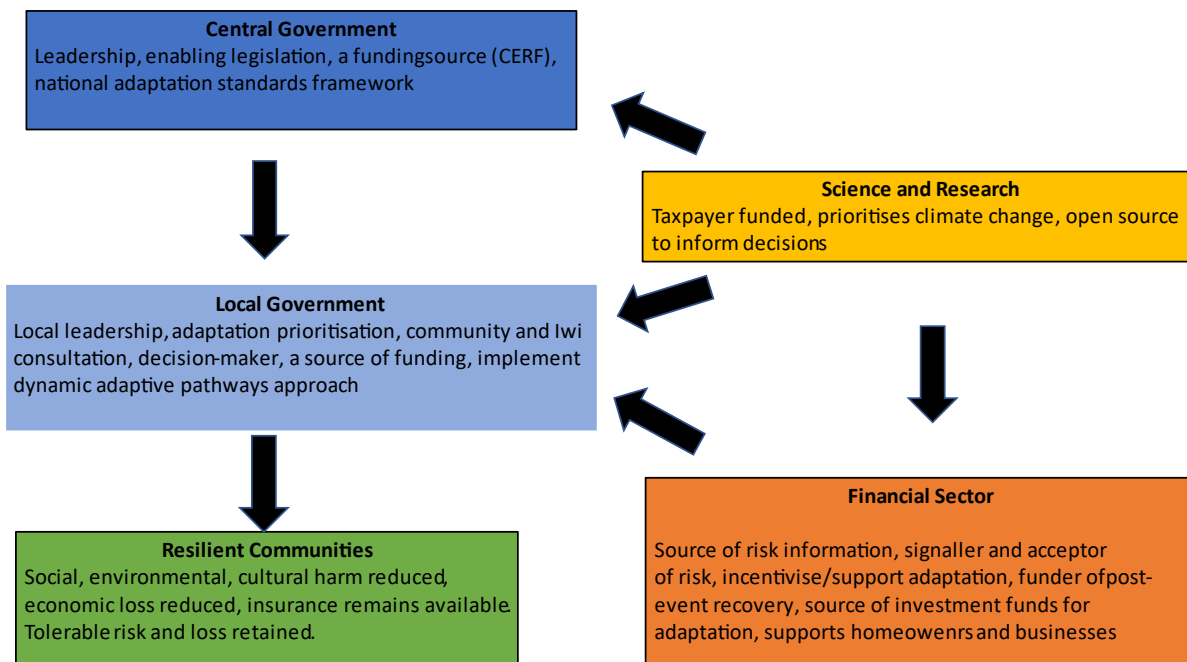 Central Government
Leadership, enabling legislation, a fundingsource (CERF),
national adaptation standards framework
Science and Research
Taxpayer funded, prioritises climate change, open source
to inform decisions
Local Government
Local leadership, adaptation prioritisation, community and Iwi
consultation, decision-maker, a source of funding, implement
dynamic adaptive pathways approach
Financial Sector
Source of risk information, signaller and acceptor
of risk, incentivise/support adaptation, funder ofpost-
event recovery, source of investment funds for
adaptation, supports homeowenrs and businesses
Resilient Communities
Social, environmental, cultural harm reduced,
economic loss reduced, insurance remains available.
Tolerable risk and loss retained.